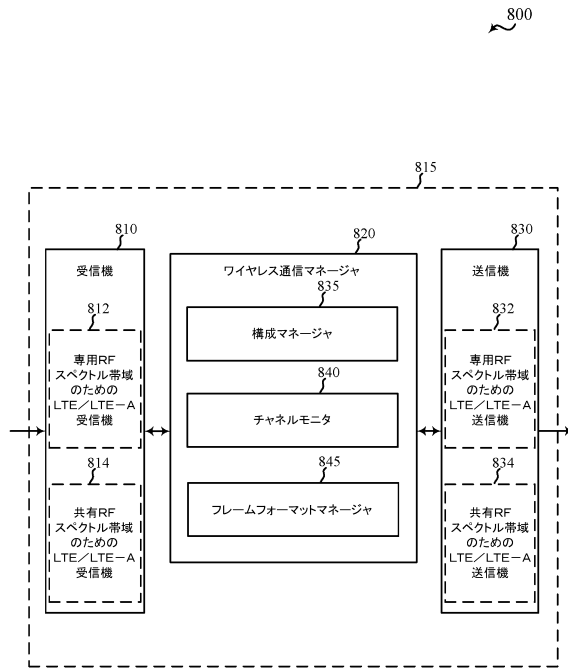 800
815
810
受信機
812
専用RF
スペクトル帯域
のための
LTE/LTE-A
受信機
814
共有RF
スペクトル帯域
のための
LTE/LTE-A
受信機
820
ワイヤレス通信マネージャ
835
構成マネージャ
840
チャネルモニタ
845
フレームフォーマットマネージャ
830
送信機
832
専用RF
スペクトル帯域
のための
LTE/LTE-A
送信機
834
共有RF
スペクトル帯域
のための
LTE/LTE-A
送信機